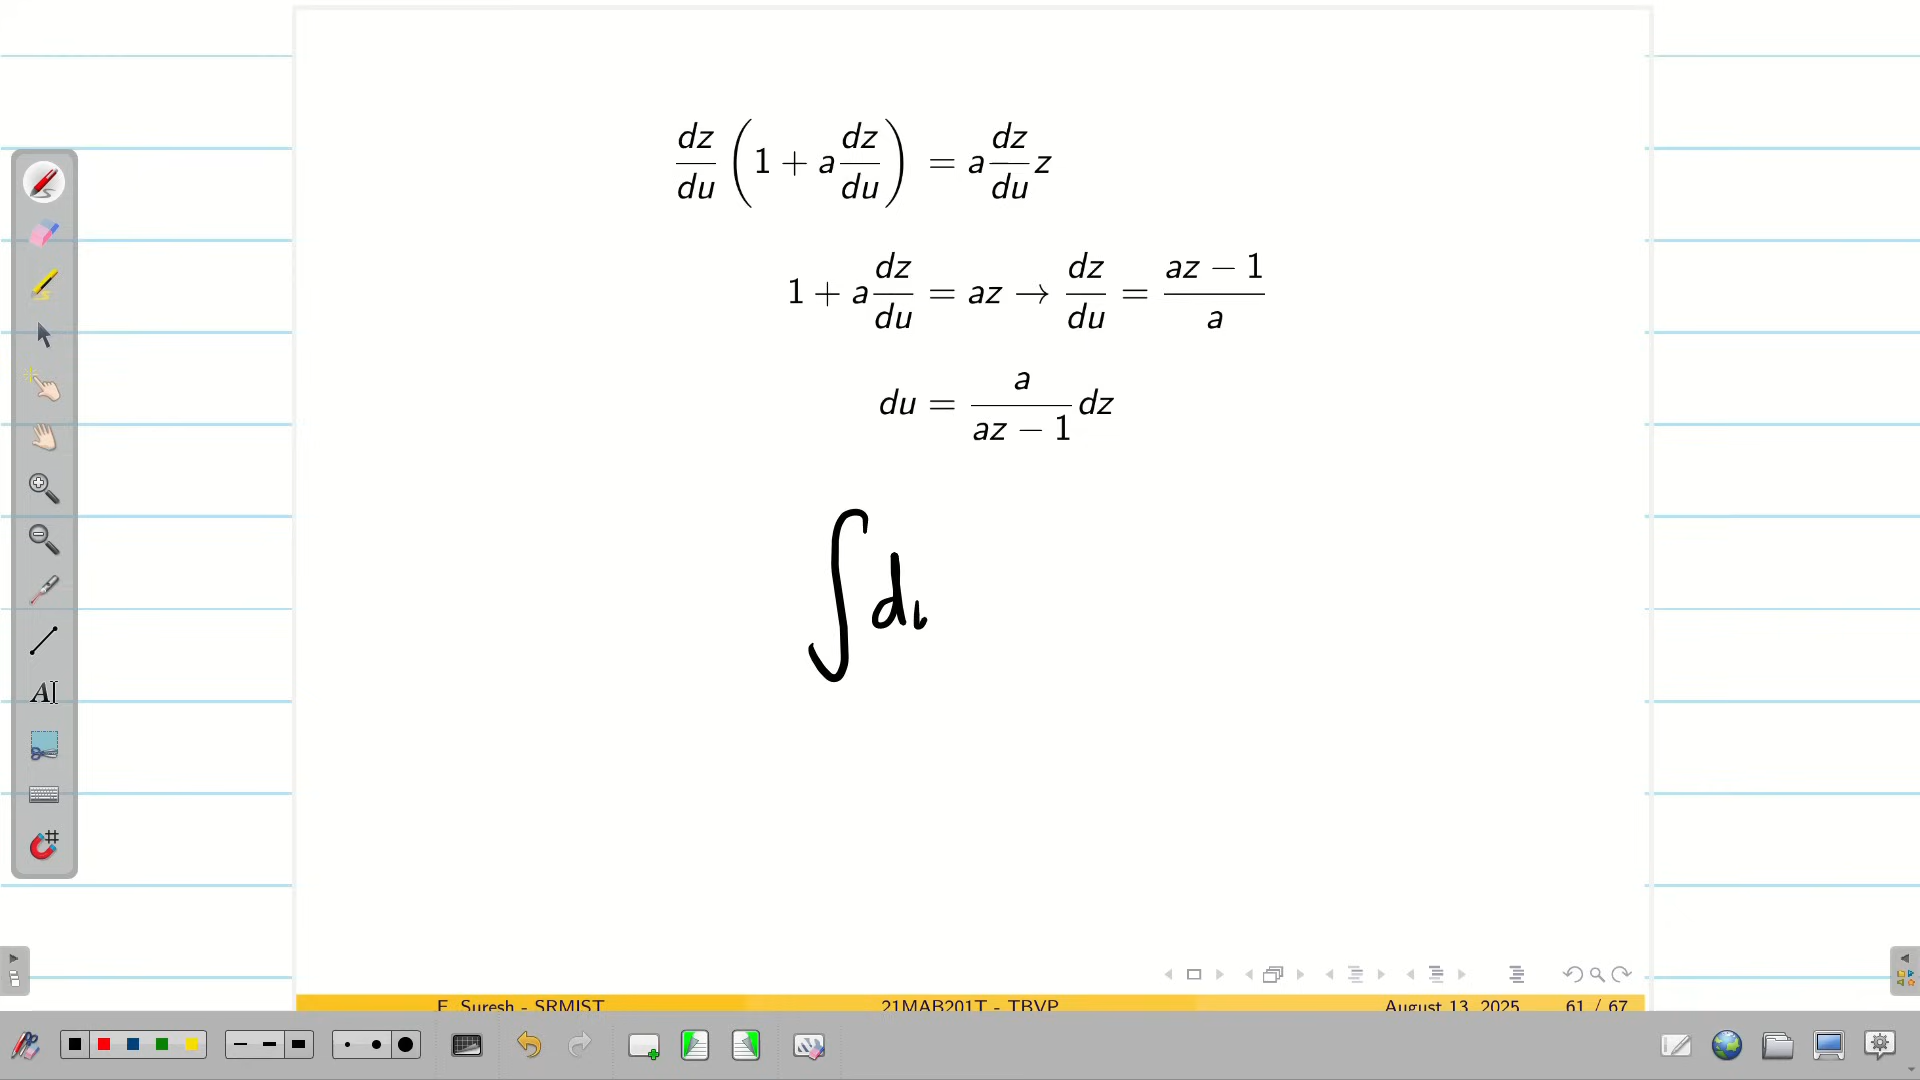 dz/du (1 + a dz/du) = a dz/du z
1 + a dz/du = az → dz/du = (az − 1)/a
du = a/(az − 1) dz
∫ d
E. Suresh - SRMIST 21MAB201T - TBVP August 13, 2025 61 / 67